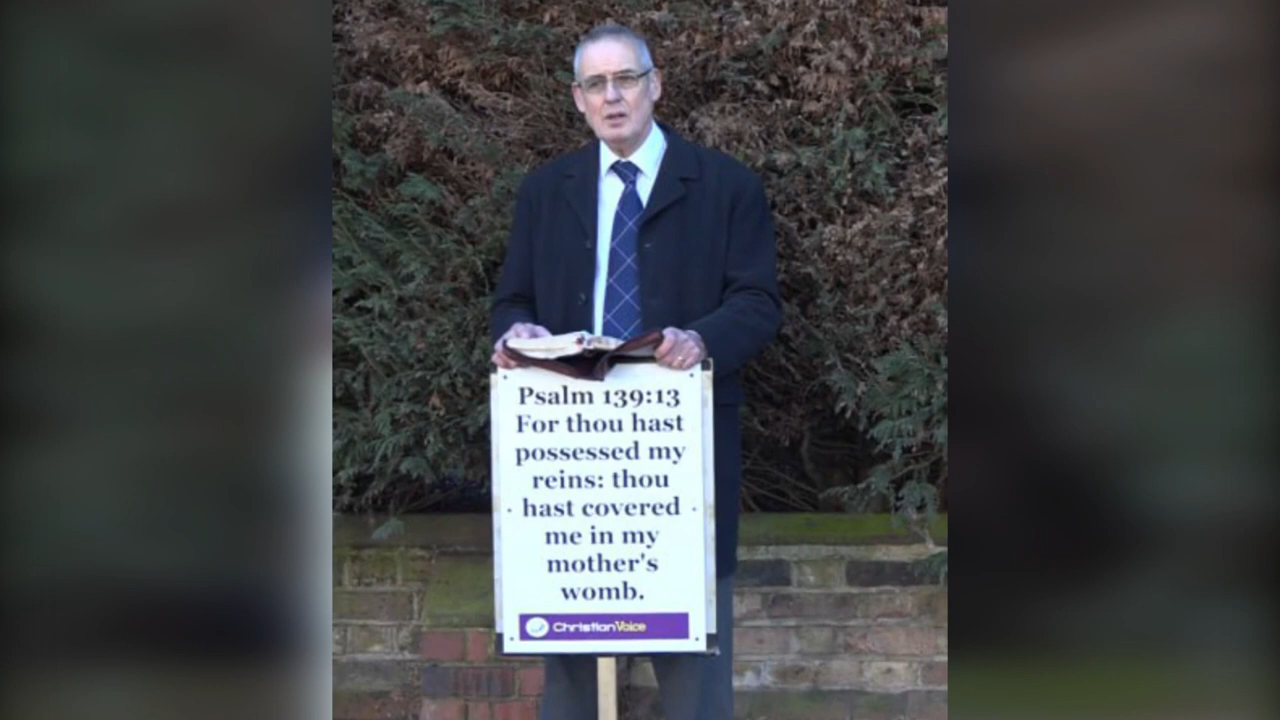 Psalm 139:13
For thou hast
possessed my
reins: thou
hast covered
me in my
mother's
womb.
ChristianVoice